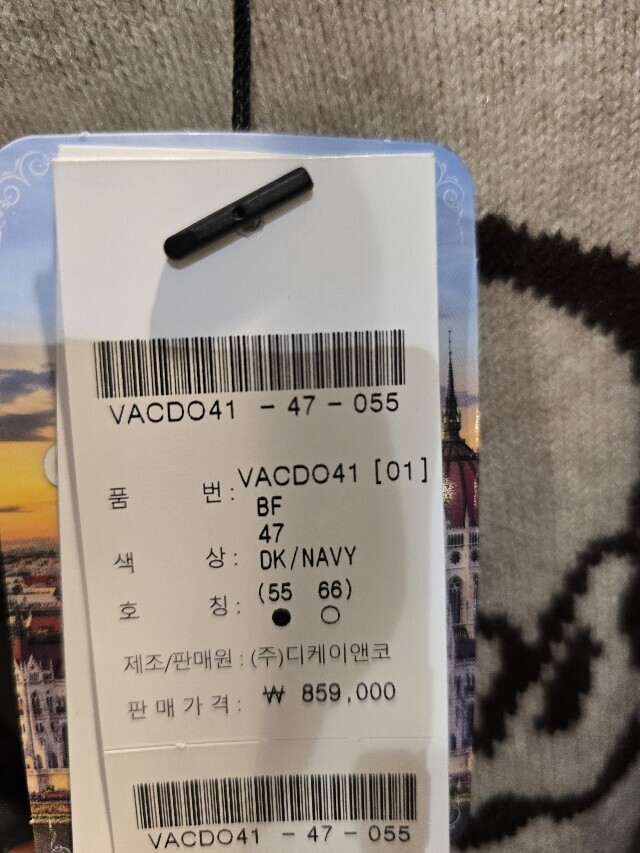 VACDO41 - 47 - 055
품 번 : VACDO41 [01]
BF
47
색 상 : DK/NAVY
호 칭 : (55 66)
제조/판매원 : (주)디케이앤코
판매가격 : ₩ 859,000
VACDO41 - 47 - 055